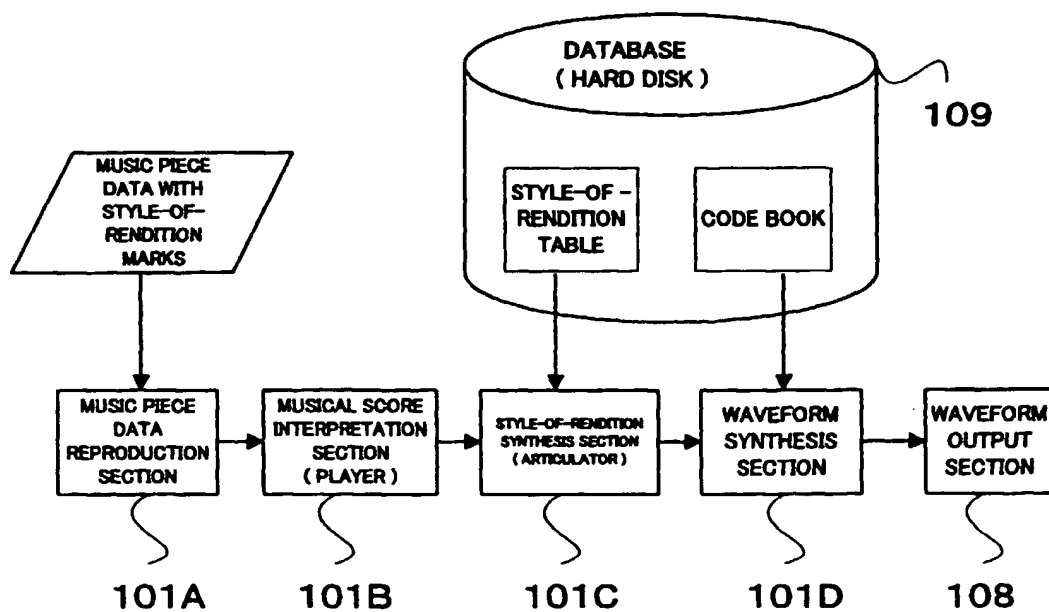 DATABASE
( HARD DISK )
109
MUSIC PIECE
DATA WITH
STYLE-OF-
RENDITION
MARKS
STYLE-OF -
RENDITION
TABLE
CODE BOOK
MUSIC PIECE
DATA
REPRODUCTION
SECTION
MUSICAL SCORE
INTERPRETATION
SECTION
( PLAYER )
STYLE-OF-RENDITION
SYNTHESIS SECTION
( ARTICULATOR )
WAVEFORM
SYNTHESIS
SECTION
WAVEFORM
OUTPUT
SECTION
101A
101B
101C
101D
108